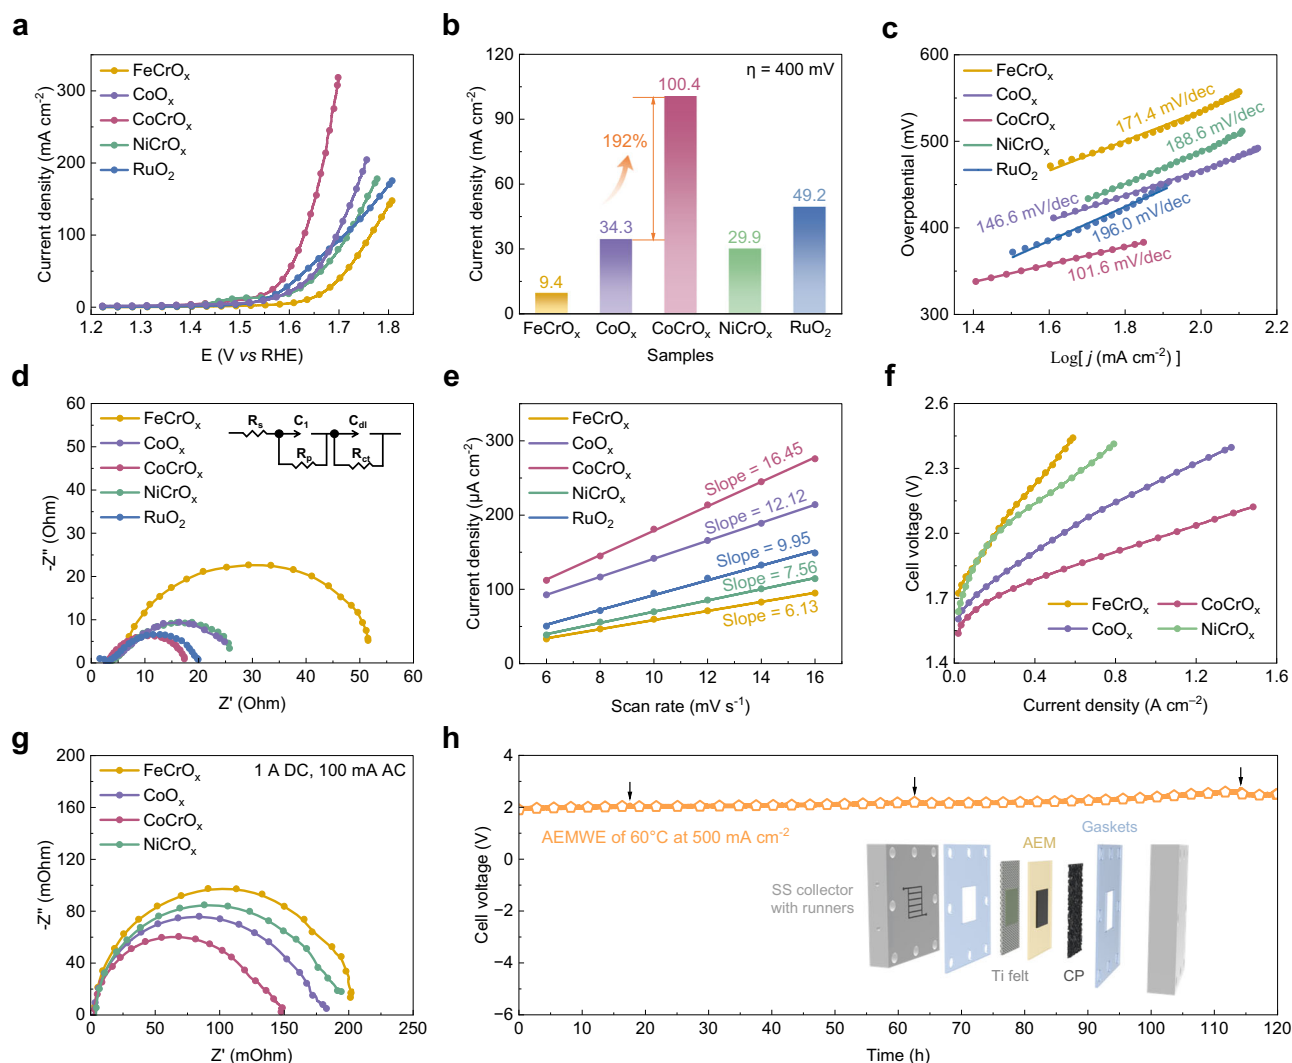 a
FeCrOx
CoOx
CoCrOx
NiCrOx
RuO2
Current density (mA cm-2)
300
200
100
0
1.2 1.3 1.4 1.5 1.6 1.7 1.8
E (V vs RHE)
b
η = 400 mV
Current density (mA cm-2)
120
90
60
30
0
9.4
34.3
192%
100.4
29.9
49.2
FeCrOx CoOx CoCrOx NiCrOx RuO2
Samples
c
FeCrOx
CoOx
CoCrOx
NiCrOx
RuO2
Overpotential (mV)
600
500
400
300
171.4 mV/dec
188.6 mV/dec
146.6 mV/dec
196.0 mV/dec
101.6 mV/dec
1.4 1.6 1.8 2.0 2.2
Log[ j (mA cm-2) ]
d
FeCrOx
CoOx
CoCrOx
NiCrOx
RuO2
Rs C1 Cdl
Rp Rct
-Z" (Ohm)
60
50
40
30
20
10
0
0 10 20 30 40 50 60
Z' (Ohm)
e
FeCrOx
CoOx
CoCrOx
NiCrOx
RuO2
Current density (µA cm-2)
300
200
100
0
Slope = 16.45
Slope = 12.12
Slope = 9.95
Slope = 7.56
Slope = 6.13
6 8 10 12 14 16
Scan rate (mV s-1)
f
Cell voltage (V)
2.6
2.3
2.0
1.7
1.4
FeCrOx CoCrOx
CoOx NiCrOx
0.0 0.4 0.8 1.2 1.6
Current density (A cm–2)
g
1 A DC, 100 mA AC
FeCrOx
CoOx
CoCrOx
NiCrOx
-Z" (mOhm)
200
160
120
80
40
0
0 50 100 150 200 250
Z' (mOhm)
h
Cell voltage (V)
4
2
0
−2
−4
−6
AEMWE of 60°C at 500 mA cm-2
SS collector
with runners
Gaskets
AEM
Ti felt
CP
0 10 20 30 40 50 60 70 80 90 100 110 120
Time (h)